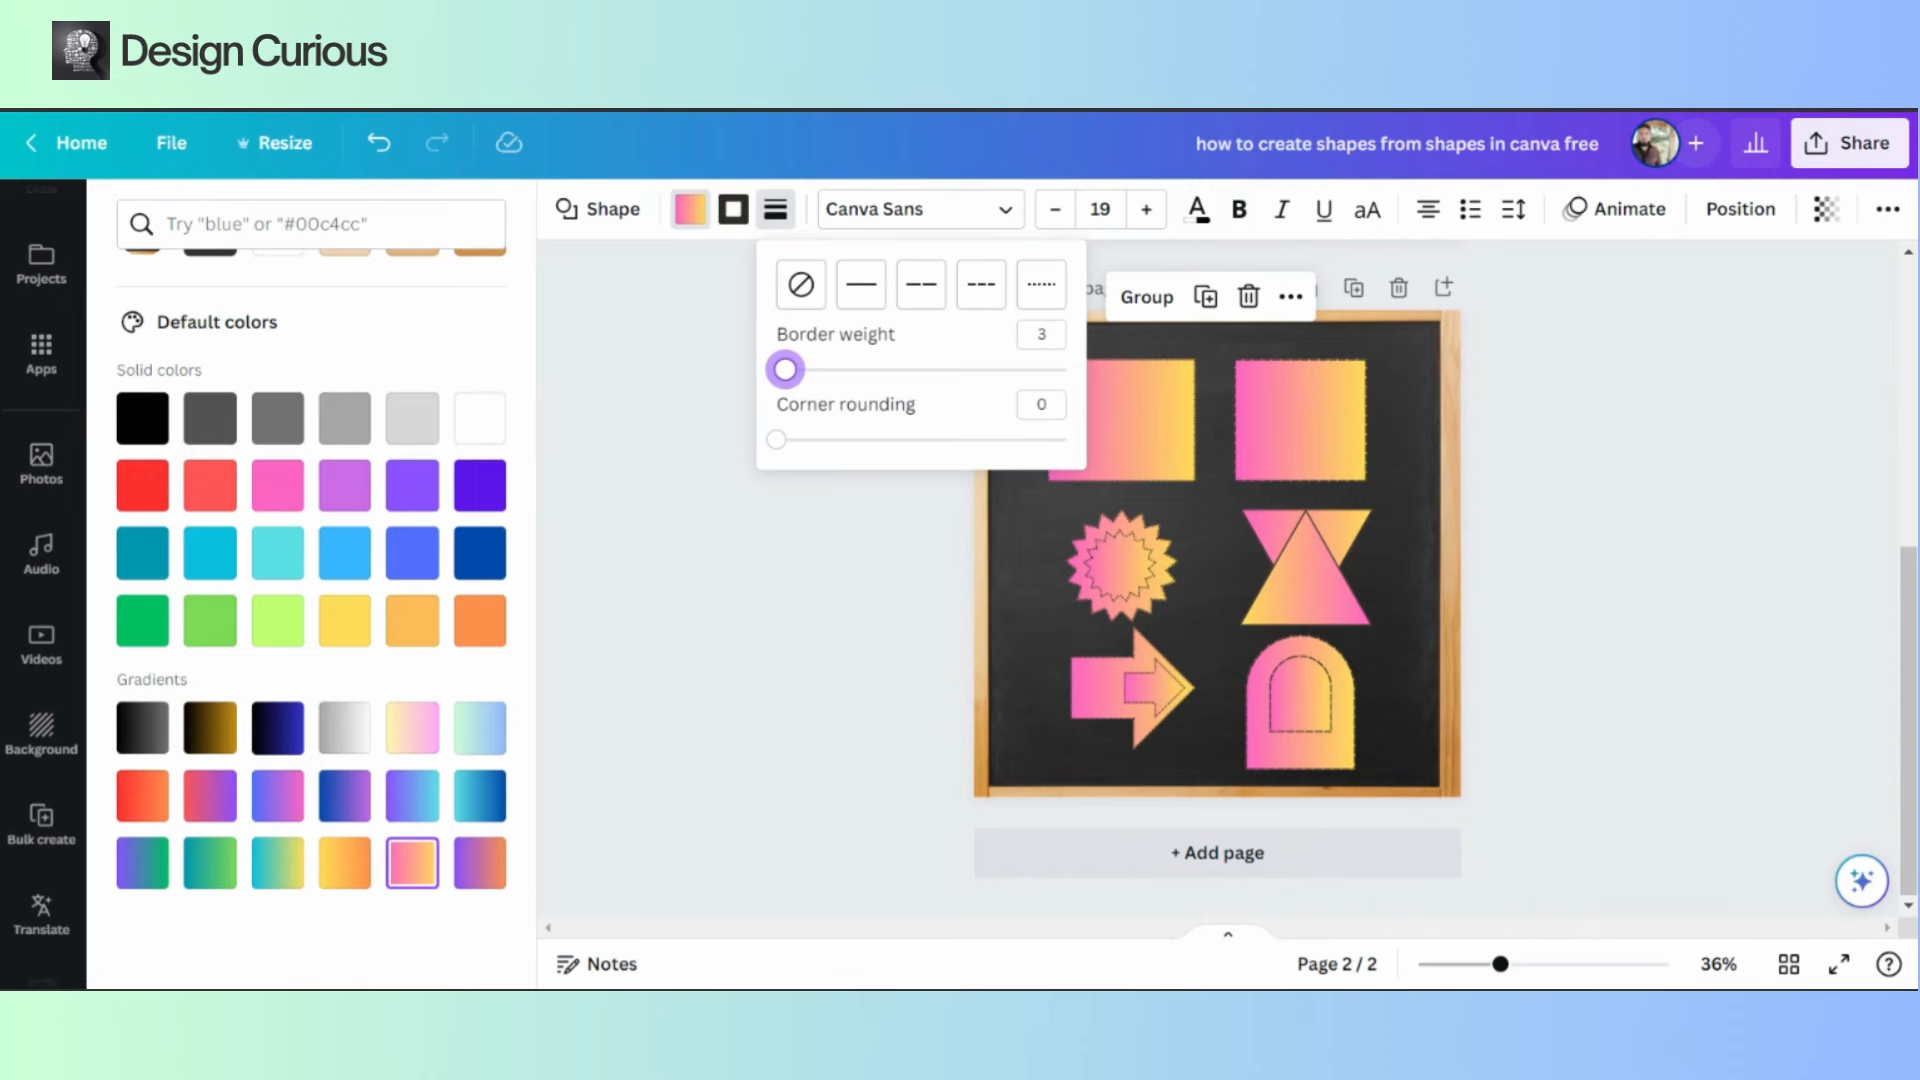 Design Curious
Home File Resize how to create shapes from shapes in canva free + Share
Shape Canva Sans - 19 + A B I U aA Animate Position
Try "blue" or "#00c4cc"
Draw
Projects
Apps
Photos
Audio
Videos
Background
Bulk create
Translate
Default colors
Solid colors
Gradients
Border weight 3
Corner rounding 0
Group
+ Add page
Notes Page 2 / 2 36% ?